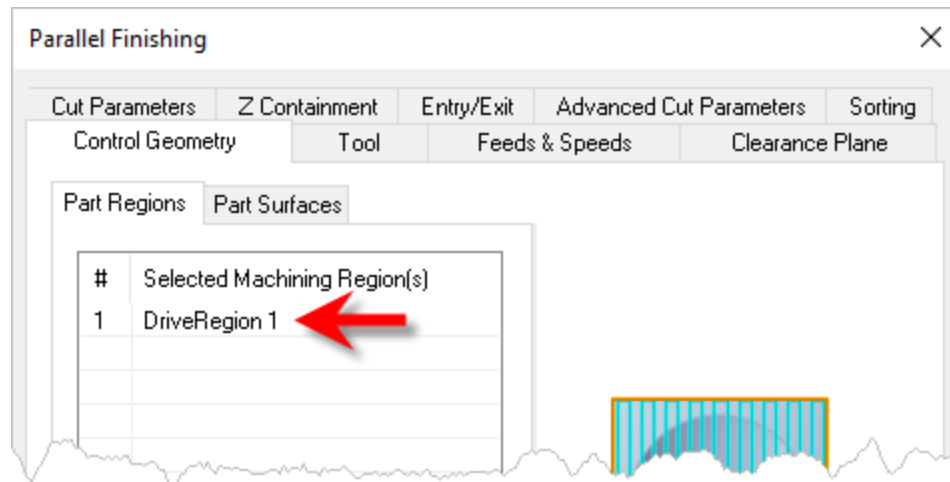 Parallel Finishing
Cut Parameters Z Containment Entry/Exit Advanced Cut Parameters Sorting
Control Geometry Tool Feeds & Speeds Clearance Plane
Part Regions Part Surfaces
# Selected Machining Region(s)
1 DriveRegion 1